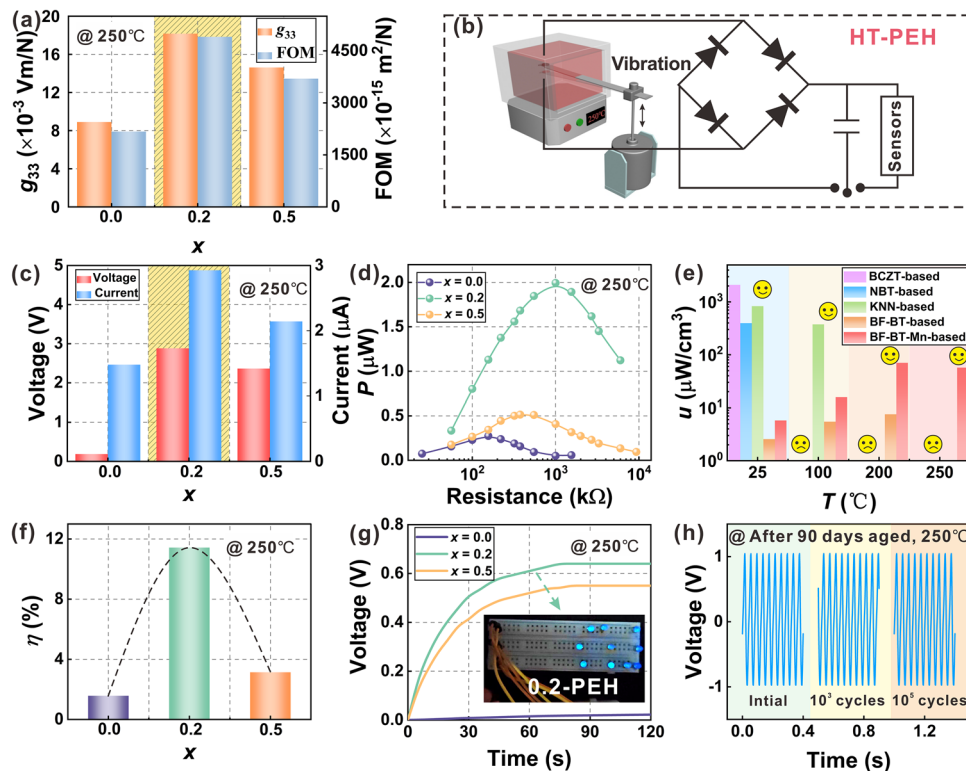 (a)
@ 250℃
g33
FOM
g33 (×10-3 Vm/N)
20
16
12
8
4
0
FOM (×10-15 m2/N)
4500
3000
1500
0
0.0 0.2 0.5
x
(b)
HT-PEH
Vibration
250℃
Sensors
(c)
Voltage
Current
@ 250℃
Voltage (V)
5
4
3
2
1
0
Current (μA)
3
2
1
0
0.0 0.2 0.5
x
(d)
x = 0.0
x = 0.2
x = 0.5
@ 250℃
P (μW)
2.0
1.5
1.0
0.5
0.0
10² 10³ 10⁴
Resistance (kΩ)
(e)
BCZT-based
NBT-based
KNN-based
BF-BT-based
BF-BT-Mn-based
u (μW/cm3)
10³
10²
10¹
10⁰
25 100 200 250
T (℃)
(f)
@ 250℃
η (%)
12
8
4
0
0.0 0.2 0.5
x
(g)
x = 0.0
x = 0.2
x = 0.5
@ 250℃
Voltage (V)
0.8
0.6
0.4
0.2
0.0
0.2-PEH
0 30 60 90 120
Time (s)
(h)
@ After 90 days aged, 250℃
Voltage (V)
1
0
-1
Intial
10³ cycles
10⁵ cycles
0.0 0.4 0.8 1.2
Time (s)